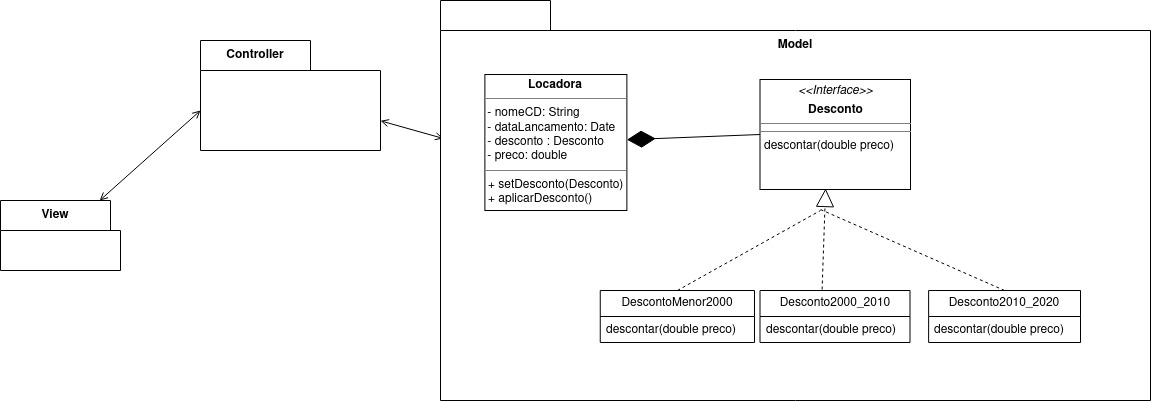 Model
Controller
Locadora
- nomeCD: String
- dataLancamento: Date
- desconto : Desconto
- preco: double
+ setDesconto(Desconto)
+ aplicarDesconto()
<<Interface>>
Desconto
descontar(double preco)
View
DescontoMenor2000
descontar(double preco)
Desconto2000_2010
descontar(double preco)
Desconto2010_2020
descontar(double preco)